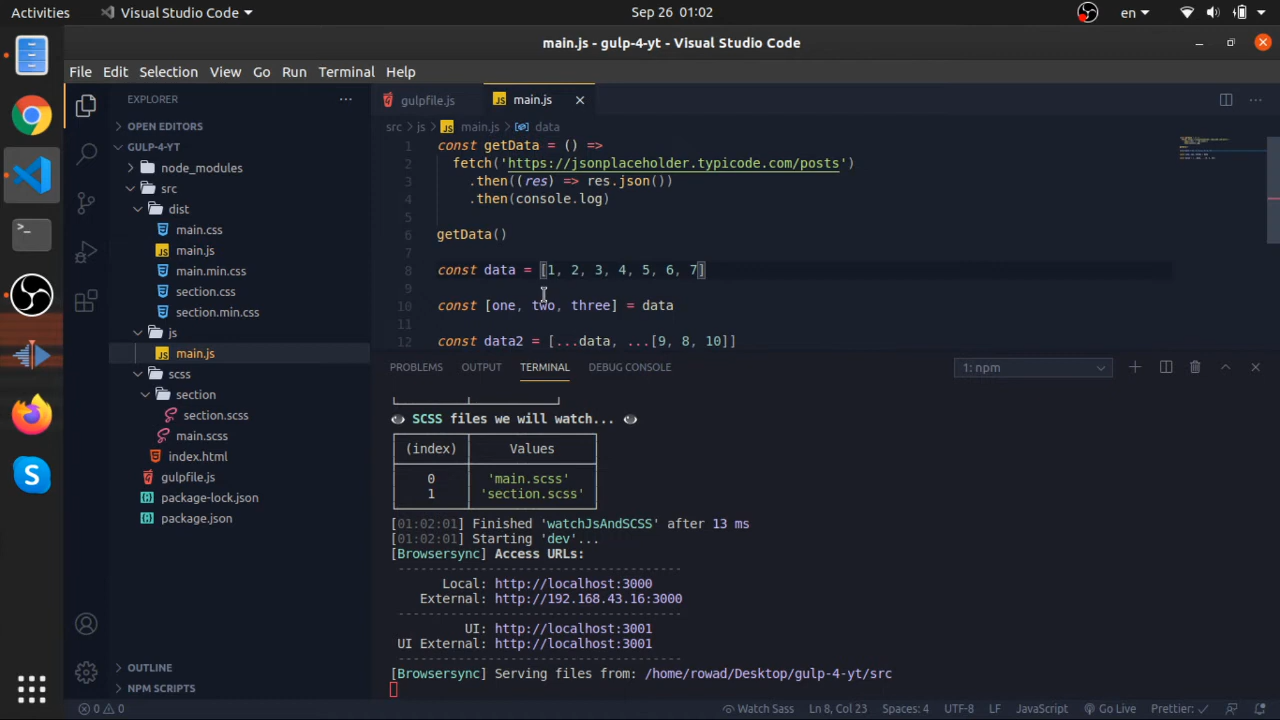 Activities
Visual Studio Code
Sep 26 01:02
en
main.js - gulp-4-yt - Visual Studio Code
File Edit Selection View Go Run Terminal Help
EXPLORER
OPEN EDITORS
GULP-4-YT
node_modules
src
dist
main.css
main.js
main.min.css
section.css
section.min.css
js
main.js
scss
section
section.scss
main.scss
index.html
gulpfile.js
package-lock.json
package.json
OUTLINE
NPM SCRIPTS
gulpfile.js
main.js
src > js > main.js > data
1 const getData = () =>
2 fetch('https://jsonplaceholder.typicode.com/posts')
3 .then((res) => res.json())
4 .then(console.log)
5
6 getData()
7
8 const data = [1, 2, 3, 4, 5, 6, 7]
9
10 const [one, two, three] = data
11
12 const data2 = [...data, ...[9, 8, 10]]
PROBLEMS OUTPUT TERMINAL DEBUG CONSOLE
1: npm
SCSS files we will watch...
(index) Values
0 'main.scss'
1 'section.scss'
[01:02:01] Finished 'watchJsAndSCSS' after 13 ms
[01:02:01] Starting 'dev'...
[Browsersync] Access URLs:
--------------------------------------
Local: http://localhost:3000
External: http://192.168.43.16:3000
--------------------------------------
UI: http://localhost:3001
UI External: http://localhost:3001
--------------------------------------
[Browsersync] Serving files from: /home/rowad/Desktop/gulp-4-yt/src
0 0
Watch Sass
Ln 8, Col 23
Spaces: 4
UTF-8
LF
JavaScript
Go Live
Prettier: